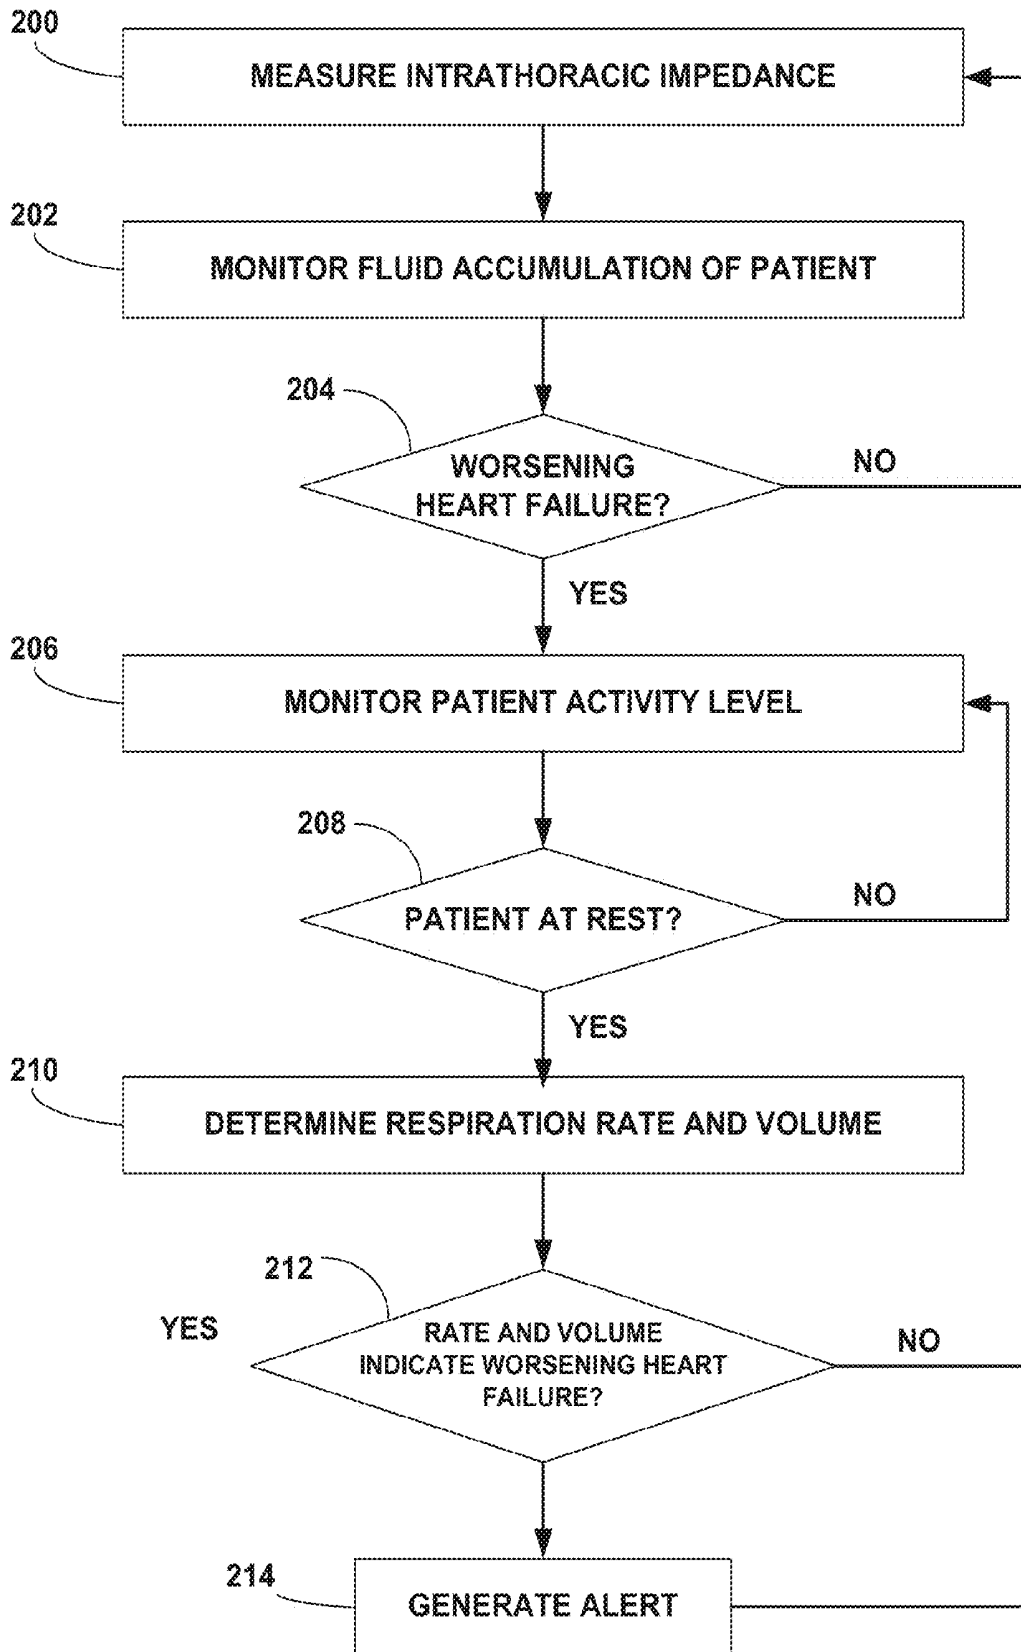 200
MEASURE INTRATHORACIC IMPEDANCE
202
MONITOR FLUID ACCUMULATION OF PATIENT
204
WORSENING
HEART FAILURE?
NO
YES
206
MONITOR PATIENT ACTIVITY LEVEL
208
PATIENT AT REST?
NO
YES
210
DETERMINE RESPIRATION RATE AND VOLUME
212
YES
RATE AND VOLUME
INDICATE WORSENING HEART
FAILURE?
NO
214
GENERATE ALERT